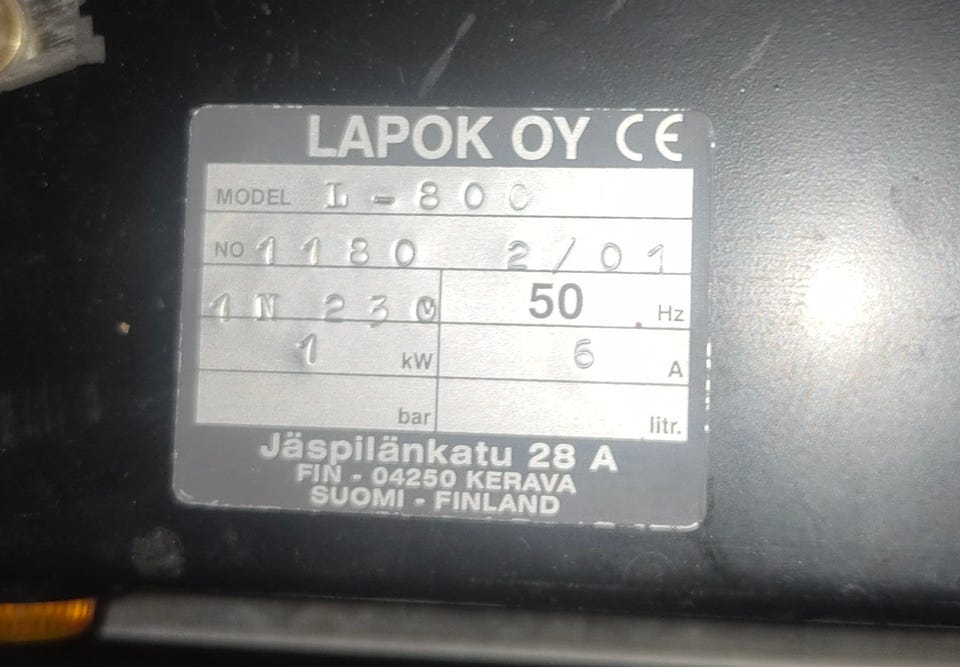 LAPOK OY CE
MODEL L-800
NO 1180 2/01
1N 230V 50 Hz
1 kW 6 A
bar litr.
Jäspilänkatu 28 A
FIN - 04250 KERAVA
SUOMI - FINLAND